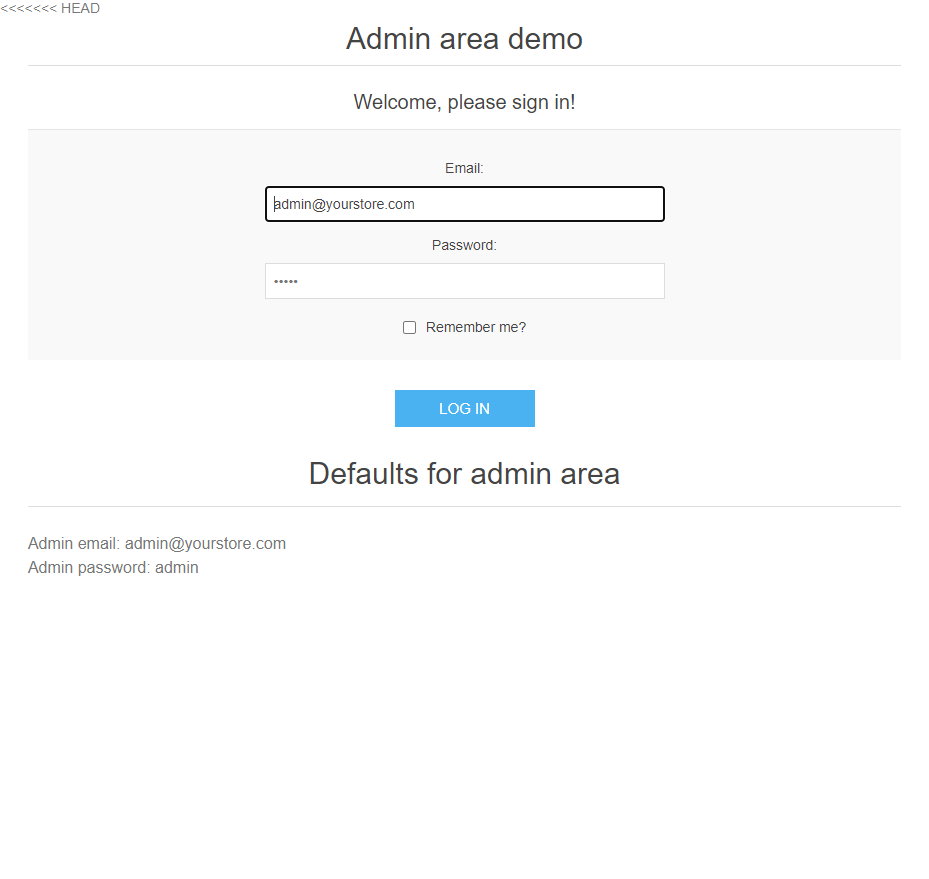 <<<<<<< HEAD
Admin area demo
Welcome, please sign in!
Email:
admin@yourstore.com
Password:
•••••
Remember me?
LOG IN
Defaults for admin area
Admin email: admin@yourstore.com
Admin password: admin